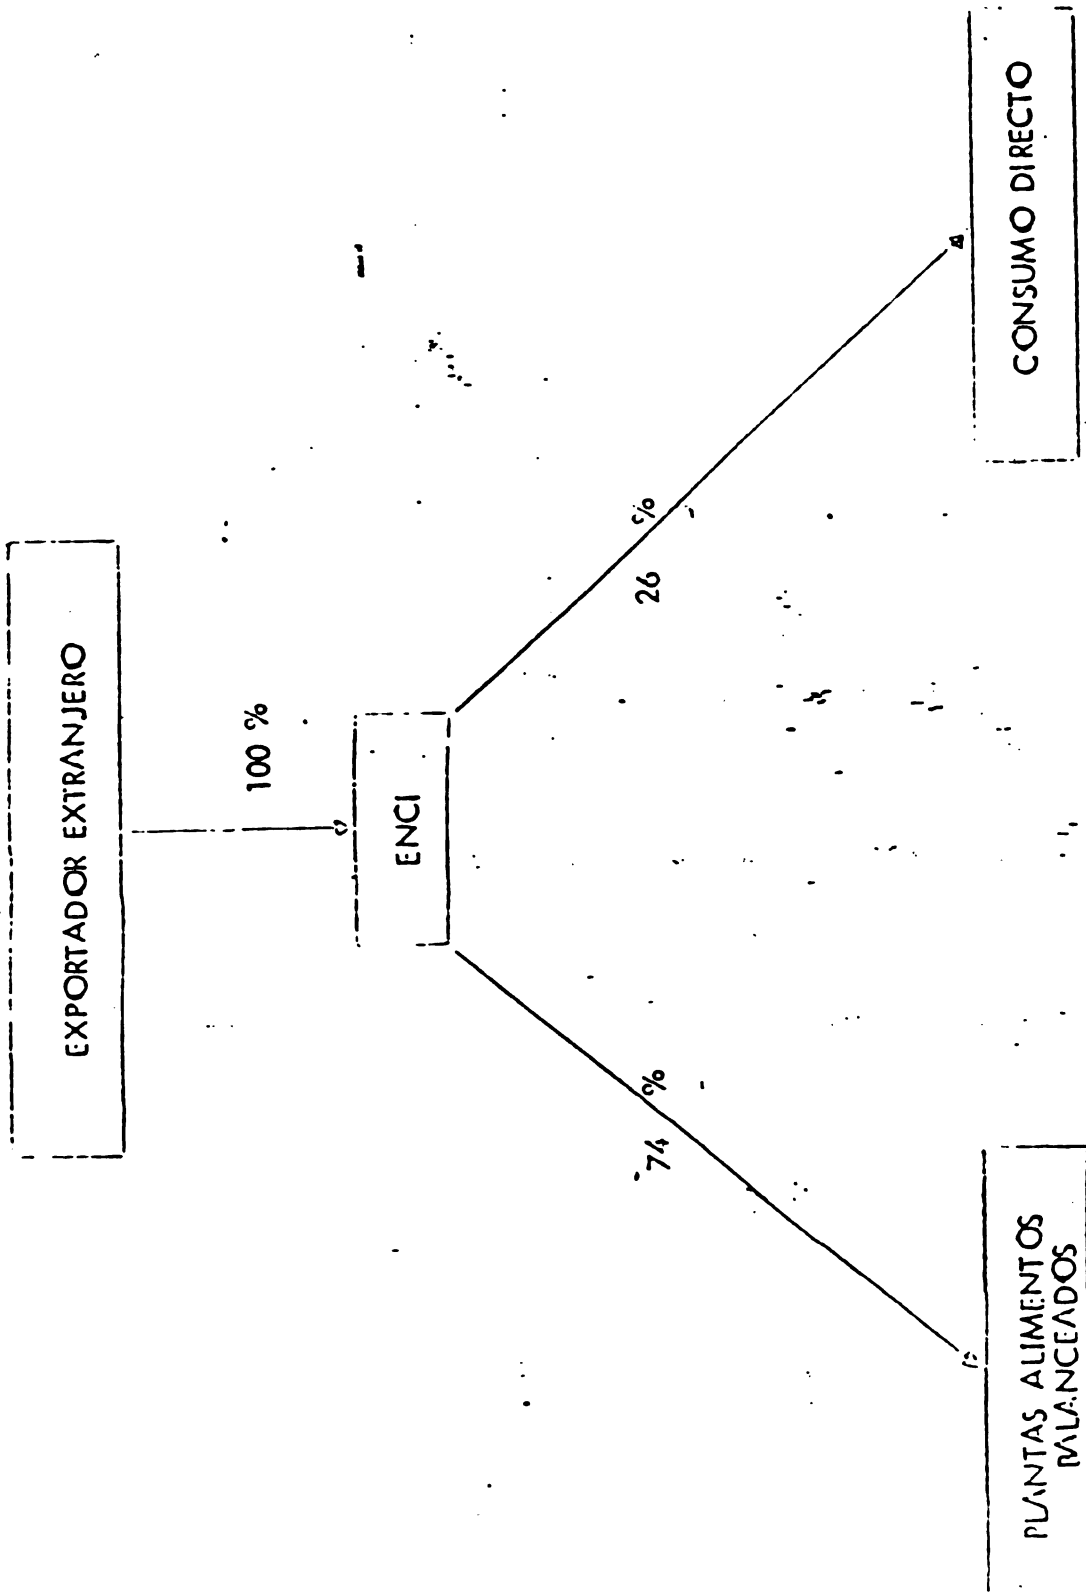 EXPORTADOR EXTRANJERO
100 %
ENCI
74 %
26 %
PLANTAS ALIMENTOS
BALANCEADOS
CONSUMO DIRECTO